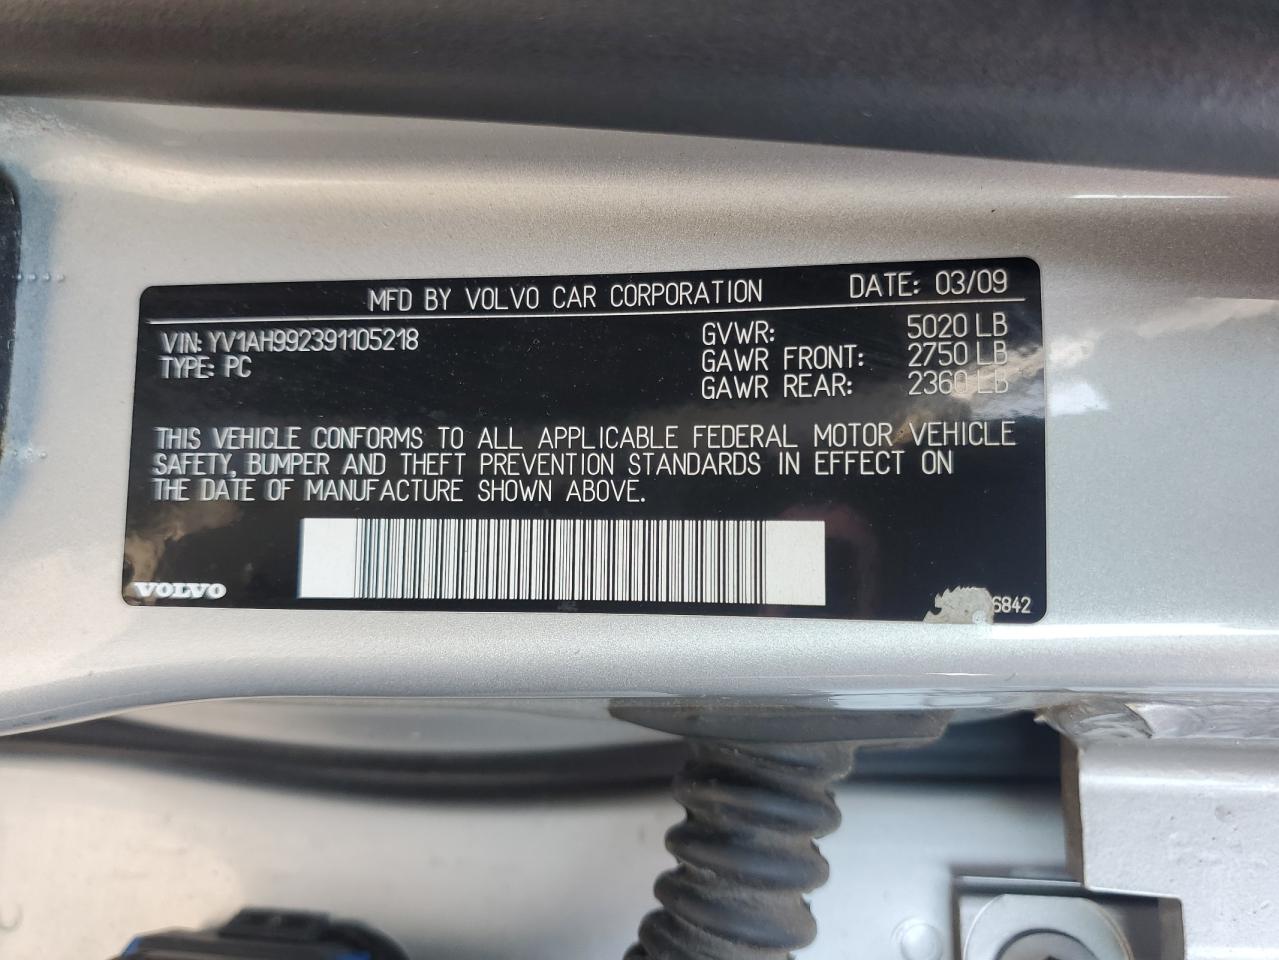 MFD BY VOLVO CAR CORPORATION DATE: 03/09
VIN: YV1AH992391105218 GVWR: 5020 LB
TYPE: PC GAWR FRONT: 2750 LB
GAWR REAR: 2360 LB
THIS VEHICLE CONFORMS TO ALL APPLICABLE FEDERAL MOTOR VEHICLE
SAFETY, BUMPER AND THEFT PREVENTION STANDARDS IN EFFECT ON
THE DATE OF MANUFACTURE SHOWN ABOVE.
VOLVO
6842